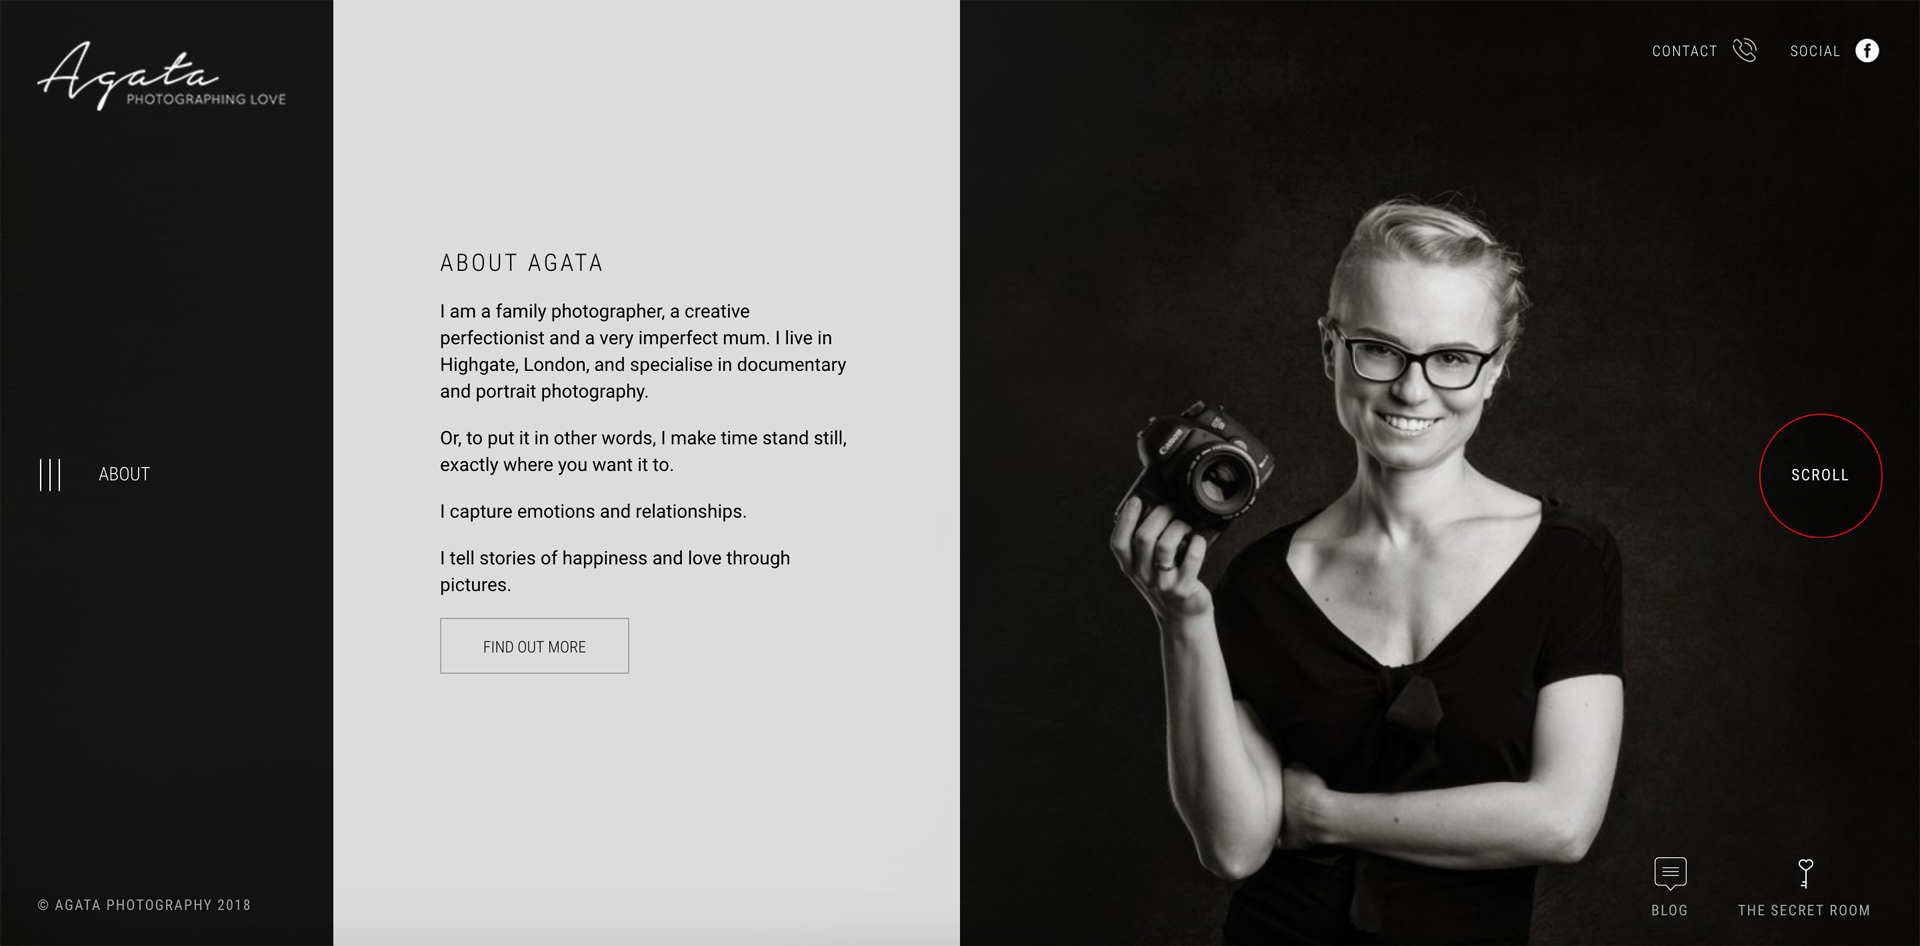 Agata
PHOTOGRAPHING LOVE
CONTACT
SOCIAL
f
ABOUT AGATA
I am a family photographer, a creative
perfectionist and a very imperfect mum. I live in
Highgate, London, and specialise in documentary
and portrait photography.
Or, to put it in other words, I make time stand still,
exactly where you want it to.
I capture emotions and relationships.
I tell stories of happiness and love through
pictures.
FIND OUT MORE
ABOUT
Canon
SCROLL
© AGATA PHOTOGRAPHY 2018
BLOG
THE SECRET ROOM